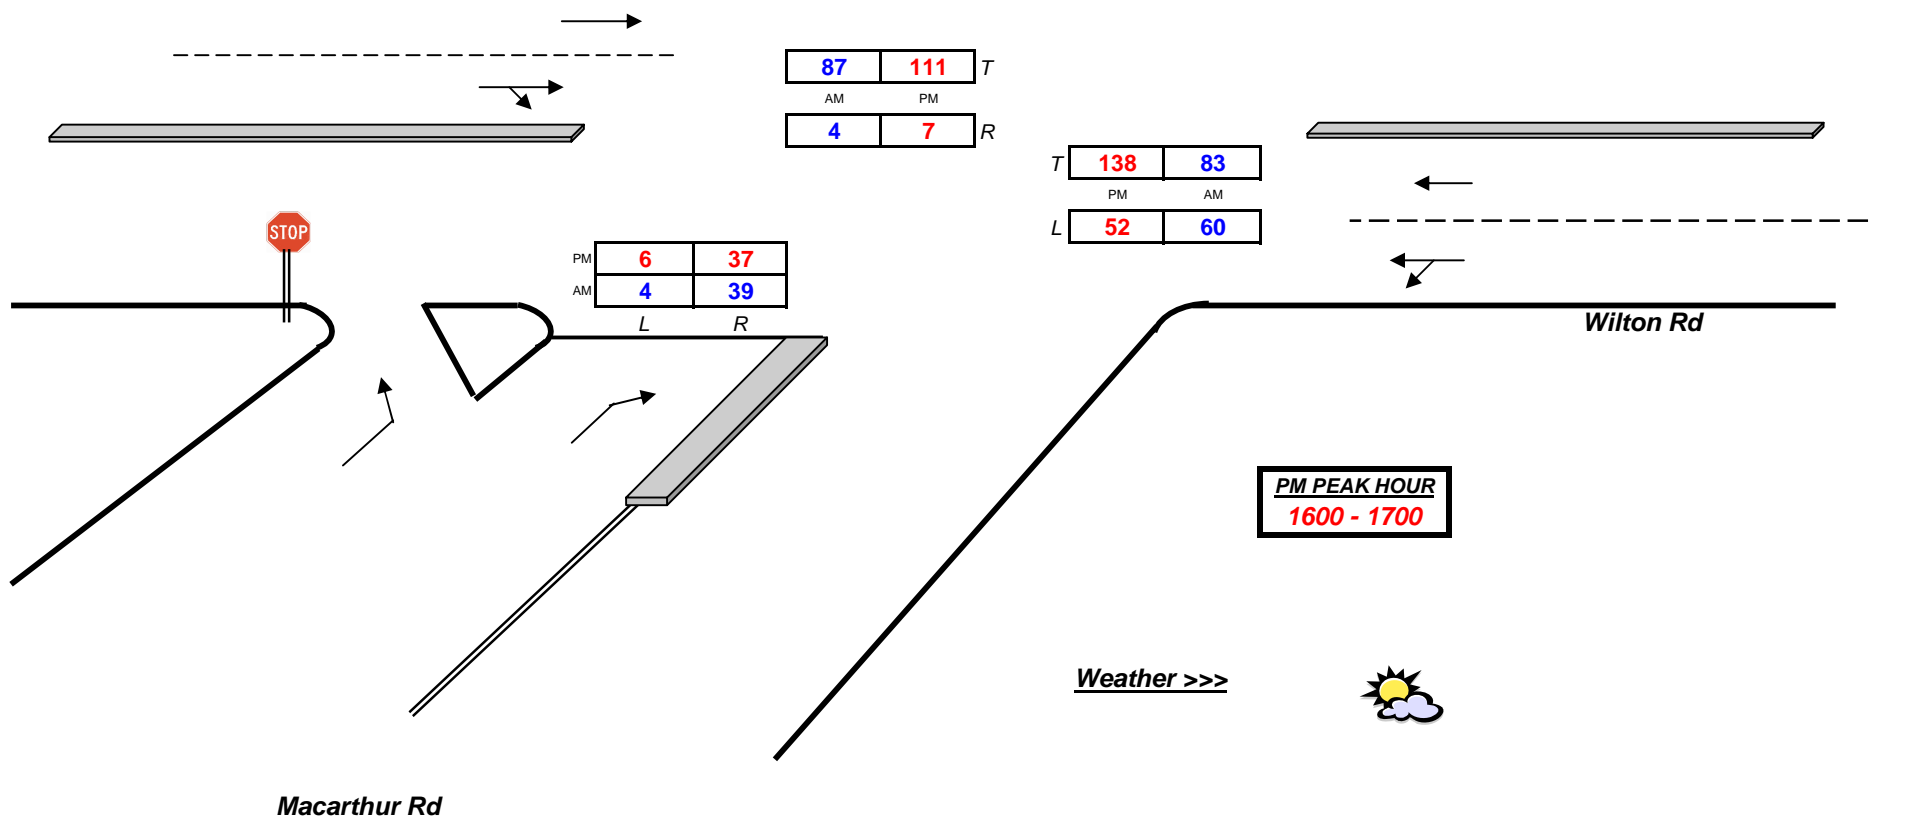 87 111 T
AM PM
4 7 R
T 138 83
PM AM
L 52 60
STOP
PM 6 37
AM 4 39
L R
Wilton Rd
PM PEAK HOUR
1600 - 1700
Weather >>>
Macarthur Rd